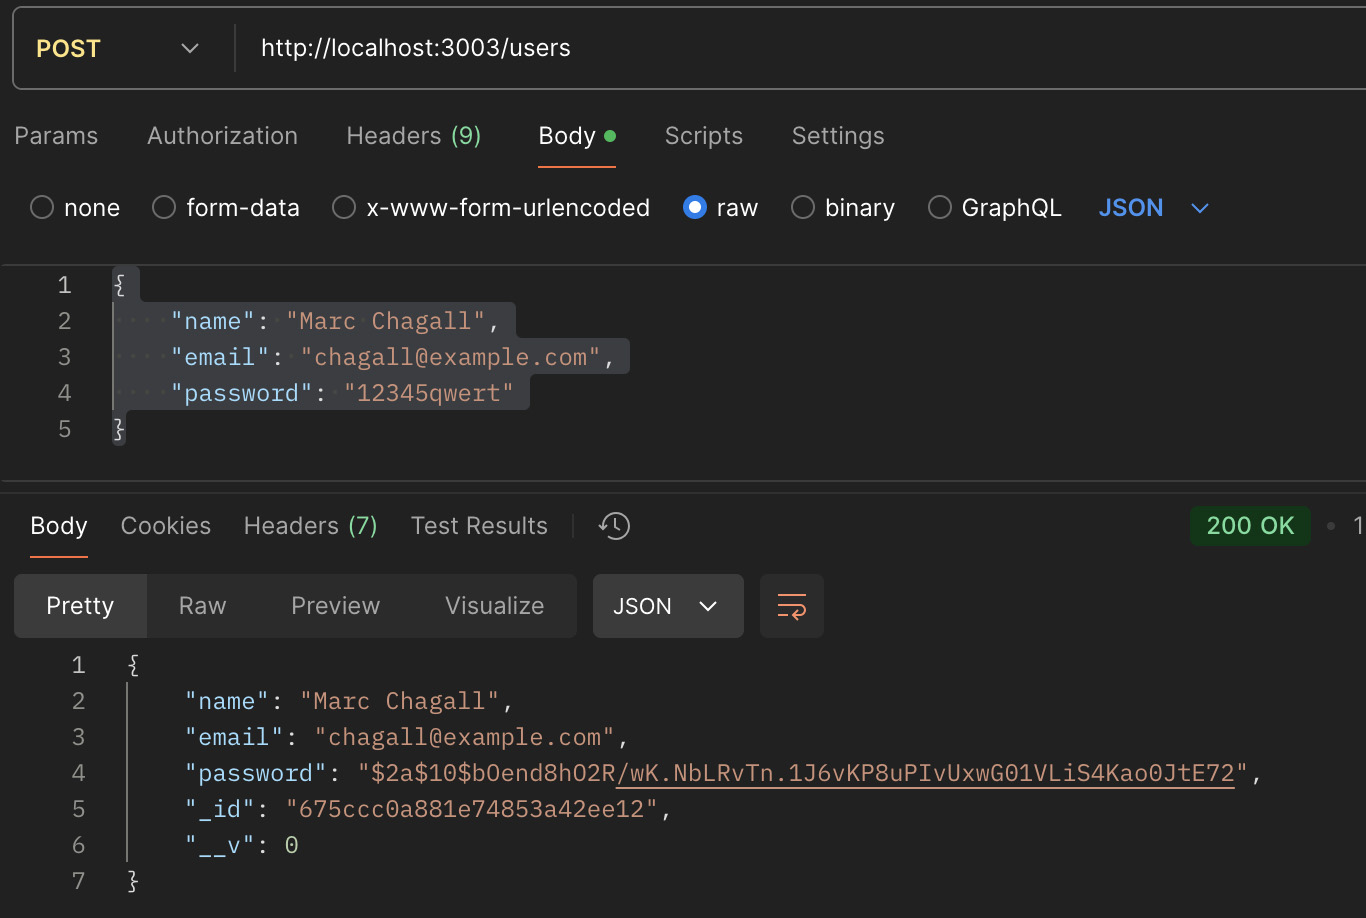 POST http://localhost:3003/users
Params Authorization Headers (9) Body Scripts Settings
none form-data x-www-form-urlencoded raw binary GraphQL JSON
1 {
2 "name": "Marc Chagall",
3 "email": "chagall@example.com",
4 "password": "12345qwert"
5 }
Body Cookies Headers (7) Test Results 200 OK • 1
Pretty Raw Preview Visualize JSON
1 {
2 "name": "Marc Chagall",
3 "email": "chagall@example.com",
4 "password": "$2a$10$bOend8hO2R/wK.NbLRvTn.1J6vKP8uPIvUxwG01VLiS4Kao0JtE72",
5 "_id": "675ccc0a881e74853a42ee12",
6 "__v": 0
7 }